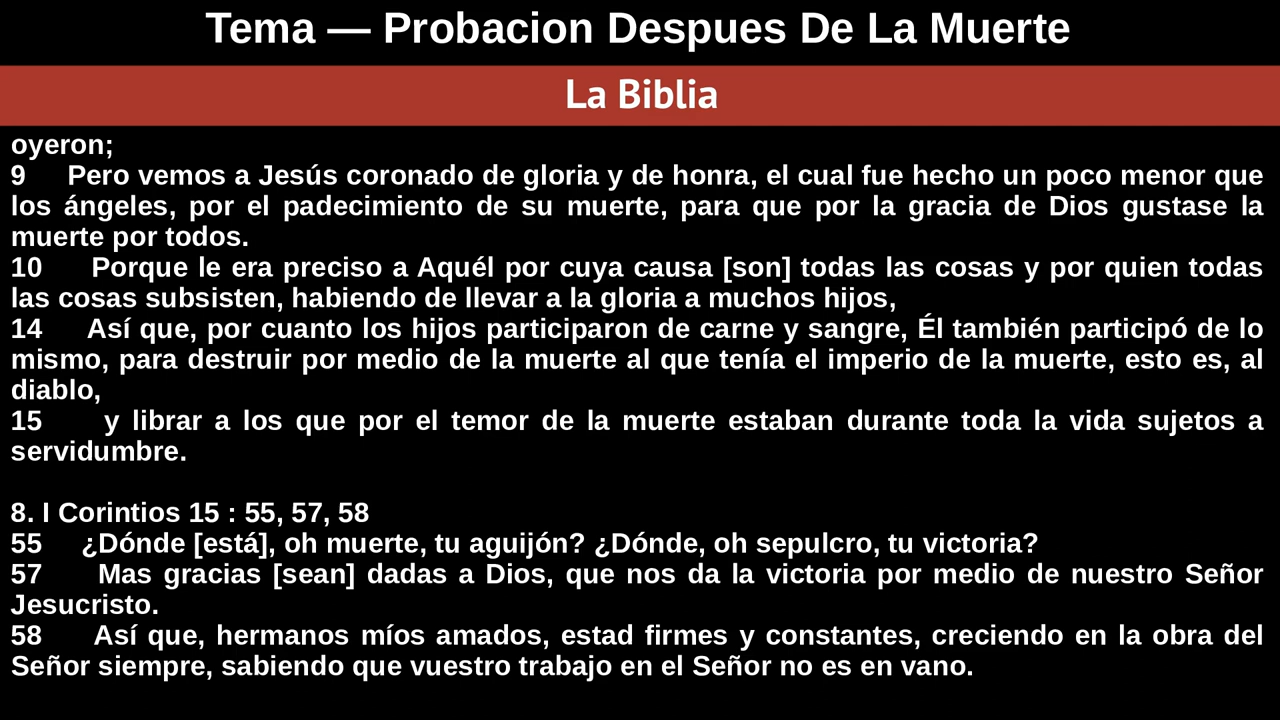 Tema — Probacion Despues De La Muerte
La Biblia
oyeron;
9 Pero vemos a Jesús coronado de gloria y de honra, el cual fue hecho un poco menor que
los ángeles, por el padecimiento de su muerte, para que por la gracia de Dios gustase la
muerte por todos.
10 Porque le era preciso a Aquél por cuya causa [son] todas las cosas y por quien todas
las cosas subsisten, habiendo de llevar a la gloria a muchos hijos,
14 Así que, por cuanto los hijos participaron de carne y sangre, Él también participó de lo
mismo, para destruir por medio de la muerte al que tenía el imperio de la muerte, esto es, al
diablo,
15 y librar a los que por el temor de la muerte estaban durante toda la vida sujetos a
servidumbre.
8. I Corintios 15 : 55, 57, 58
55 ¿Dónde [está], oh muerte, tu aguijón? ¿Dónde, oh sepulcro, tu victoria?
57 Mas gracias [sean] dadas a Dios, que nos da la victoria por medio de nuestro Señor
Jesucristo.
58 Así que, hermanos míos amados, estad firmes y constantes, creciendo en la obra del
Señor siempre, sabiendo que vuestro trabajo en el Señor no es en vano.